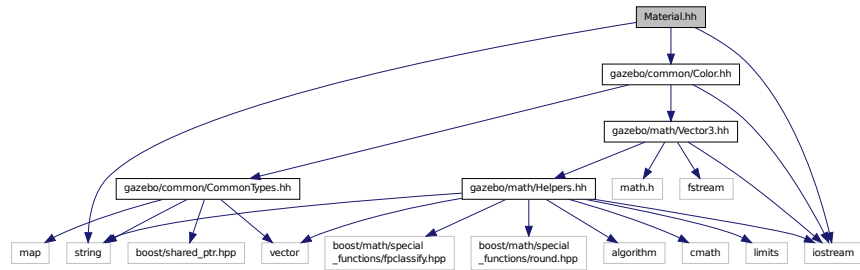 Material.hh
gazebo/common/Color.hh
gazebo/math/Vector3.hh
gazebo/common/CommonTypes.hh
gazebo/math/Helpers.hh
math.h
fstream
map
string
boost/shared_ptr.hpp
vector
boost/math/special
_functions/fpclassify.hpp
boost/math/special
_functions/round.hpp
algorithm
cmath
limits
iostream